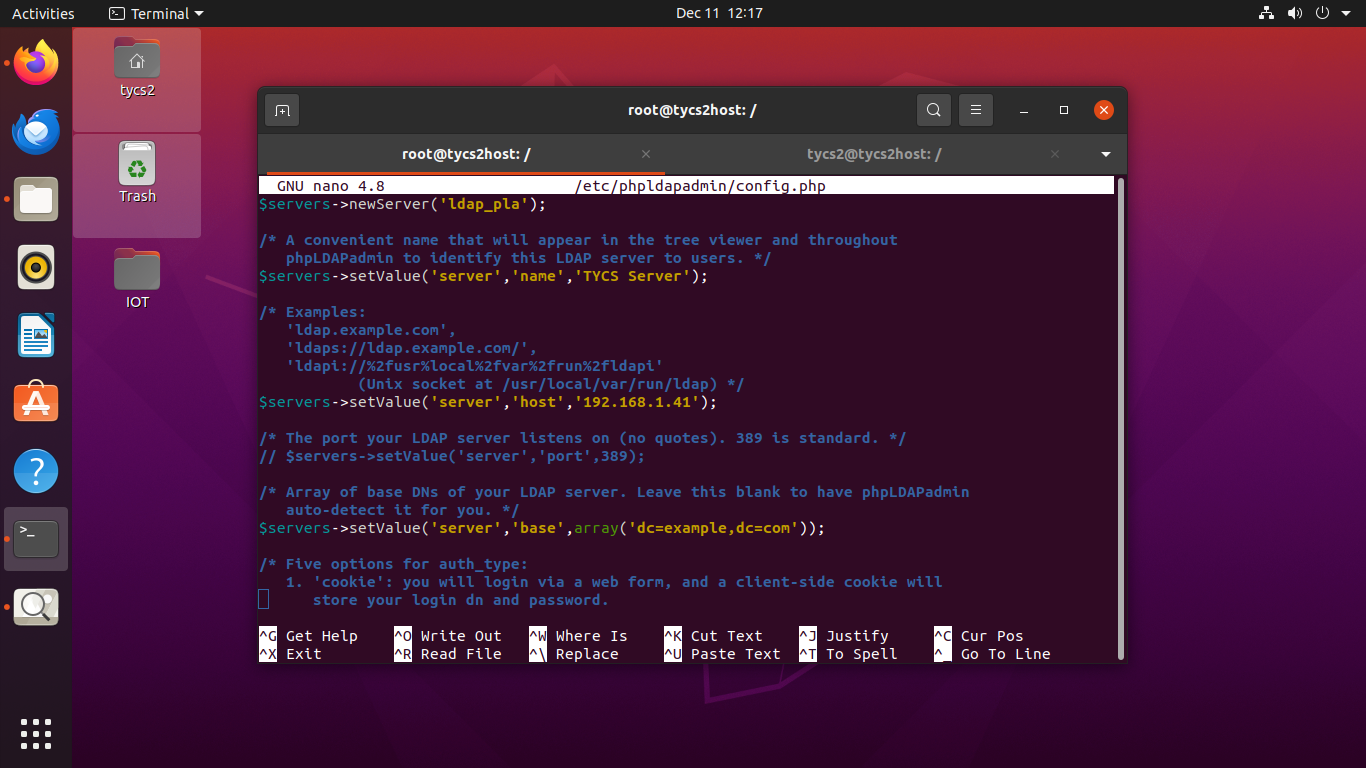 Activities
Terminal
Dec 11 12:17
tycs2
Trash
IOT
root@tycs2host: /
root@tycs2host: /
tycs2@tycs2host: /
GNU nano 4.8 /etc/phpldapadmin/config.php
$servers->newServer('ldap_pla');
/* A convenient name that will appear in the tree viewer and throughout
phpLDAPadmin to identify this LDAP server to users. */
$servers->setValue('server','name','TYCS Server');
/* Examples:
'ldap.example.com',
'ldaps://ldap.example.com/',
'ldapi://%2fusr%local%2fvar%2frun%2fldapi'
(Unix socket at /usr/local/var/run/ldap) */
$servers->setValue('server','host','192.168.1.41');
/* The port your LDAP server listens on (no quotes). 389 is standard. */
// $servers->setValue('server','port',389);
/* Array of base DNs of your LDAP server. Leave this blank to have phpLDAPadmin
auto-detect it for you. */
$servers->setValue('server','base',array('dc=example,dc=com'));
/* Five options for auth_type:
1. 'cookie': you will login via a web form, and a client-side cookie will
store your login dn and password.
^G Get Help ^O Write Out ^W Where Is ^K Cut Text ^J Justify ^C Cur Pos
^X Exit ^R Read File ^\ Replace ^U Paste Text ^T To Spell ^_ Go To Line